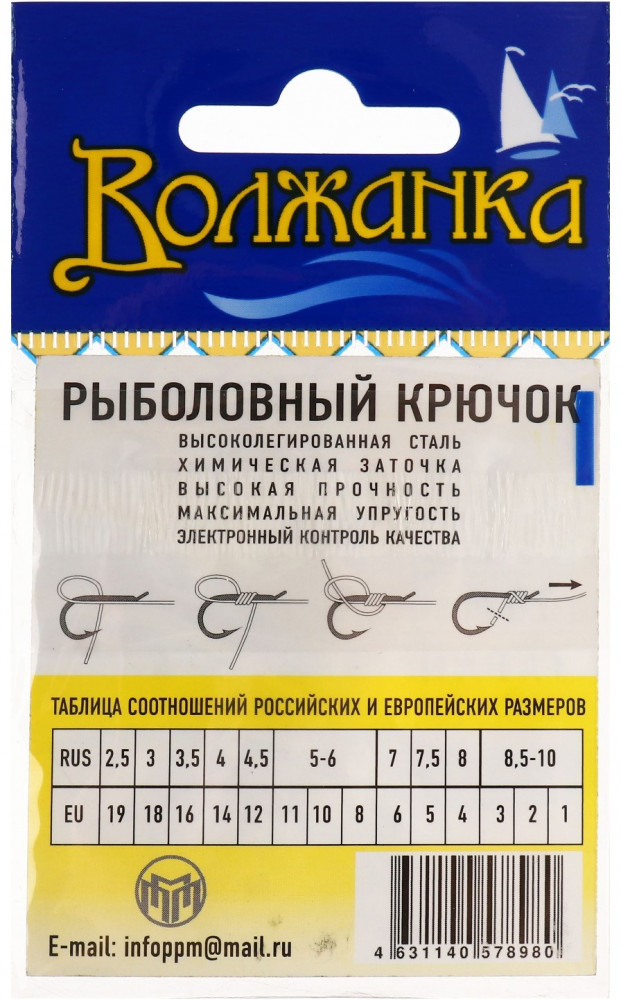 Волжанка
РЫБОЛОВНЫЙ КРЮЧОК
ВЫСОКОЛЕГИРОВАННАЯ СТАЛЬ
ХИМИЧЕСКАЯ ЗАТОЧКА
ВЫСОКАЯ ПРОЧНОСТЬ
МАКСИМАЛЬНАЯ УПРУГОСТЬ
ЭЛЕКТРОННЫЙ КОНТРОЛЬ КАЧЕСТВА
ТАБЛИЦА СООТНОШЕНИЙ РОССИЙСКИХ И ЕВРОПЕЙСКИХ РАЗМЕРОВ
RUS 2,5 3 3,5 4 4,5 5-6 7 7,5 8 8,5-10
EU 19 18 16 14 12 11 10 8 6 5 4 3 2 1
E-mail: infoppm@mail.ru
4 631140 578980